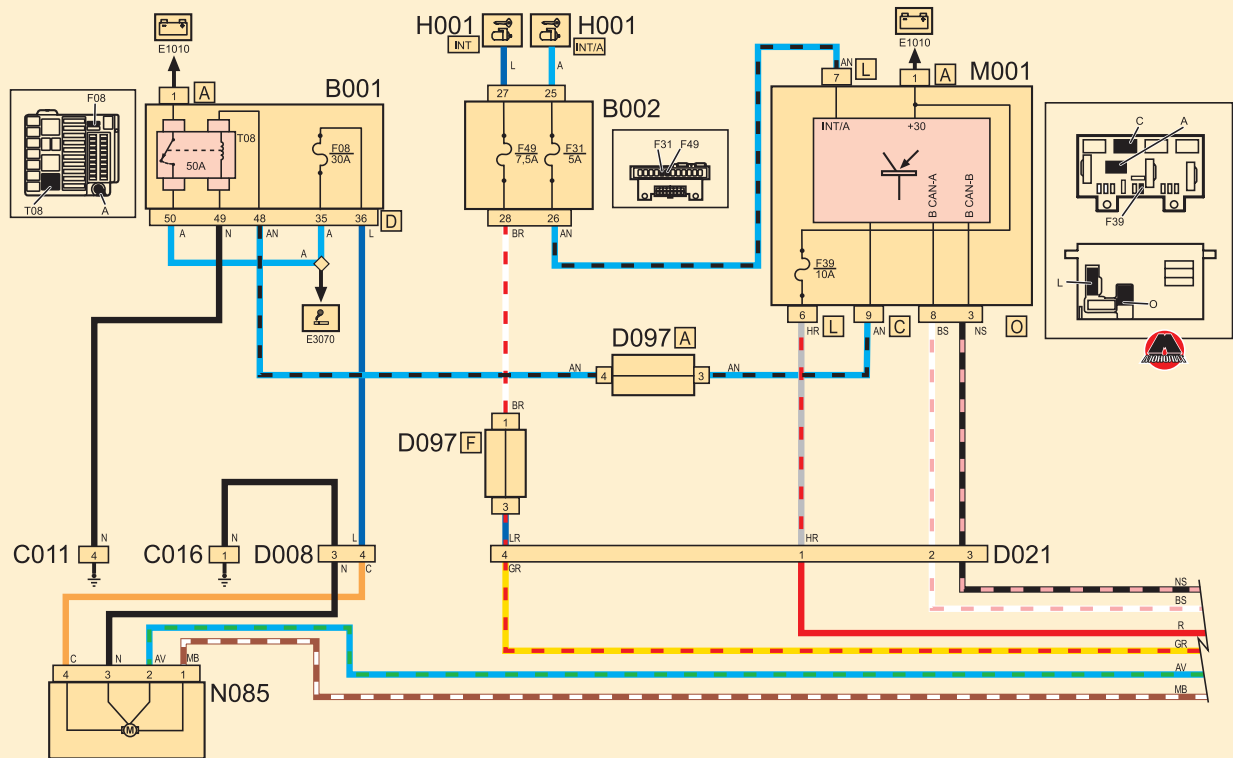 E1010
H001
H001
E1010
INT
INT/A
L
A
AN
1
A
B001
7
L
1
A
M001
27
25
B002
F08
T08
A
T08
50A
F08
30A
F49
7,5A
F31
5A
F31
F49
INT/A
+30
B CAN-A
B CAN-B
F39
10A
C
A
F39
L
O
50
49
48
35
36
D
A
N
AN
A
L
A
28
26
BR
AN
E3070
6
9
8
3
HR
L
AN
C
BS
NS
O
D097
A
AN
4
3
AN
BR
1
D097
F
3
LR
HR
N
N
L
C011
4
C016
1
D008
3
4
4
1
2
3
D021
N
C
GR
NS
BS
R
GR
AV
MB
C
N
AV
MB
4
3
2
1
N085
M